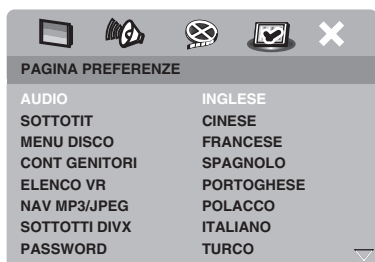 PAGINA PREFERENZE
AUDIO INGLESE
SOTTOTIT CINESE
MENU DISCO FRANCESE
CONT GENITORI SPAGNOLO
ELENCO VR PORTOGHESE
NAV MP3/JPEG POLACCO
SOTTOTTI DIVX ITALIANO
PASSWORD TURCO